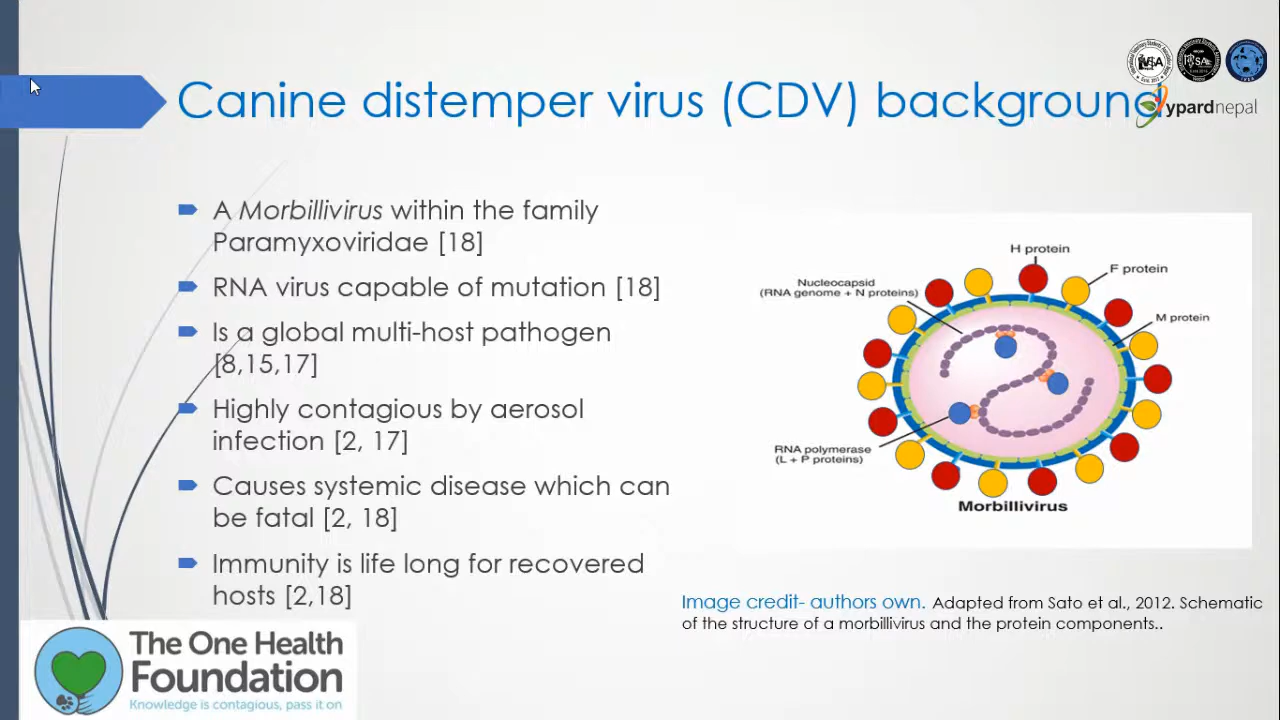 Canine distemper virus (CDV) background
ypardnepal
A Morbillivirus within the family
Paramyxoviridae [18]
RNA virus capable of mutation [18]
Is a global multi-host pathogen
[8,15,17]
Highly contagious by aerosol
infection [2, 17]
Causes systemic disease which can
be fatal [2, 18]
Immunity is life long for recovered
hosts [2,18]
H protein
F protein
Nucleocapsid
(RNA genome + N proteins)
M protein
RNA polymerase
(L + P proteins)
Morbillivirus
Image credit- authors own. Adapted from Sato et al., 2012. Schematic
of the structure of a morbillivirus and the protein components..
The One Health
Foundation
Knowledge is contagious, pass it on